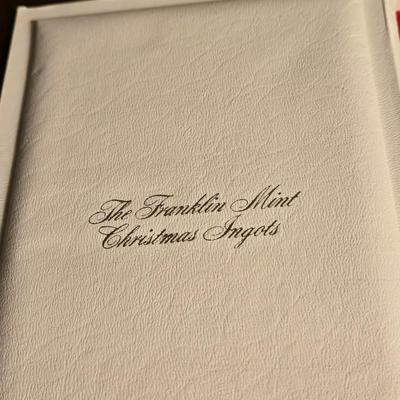 The Franklin Mint
Christmas Ingots